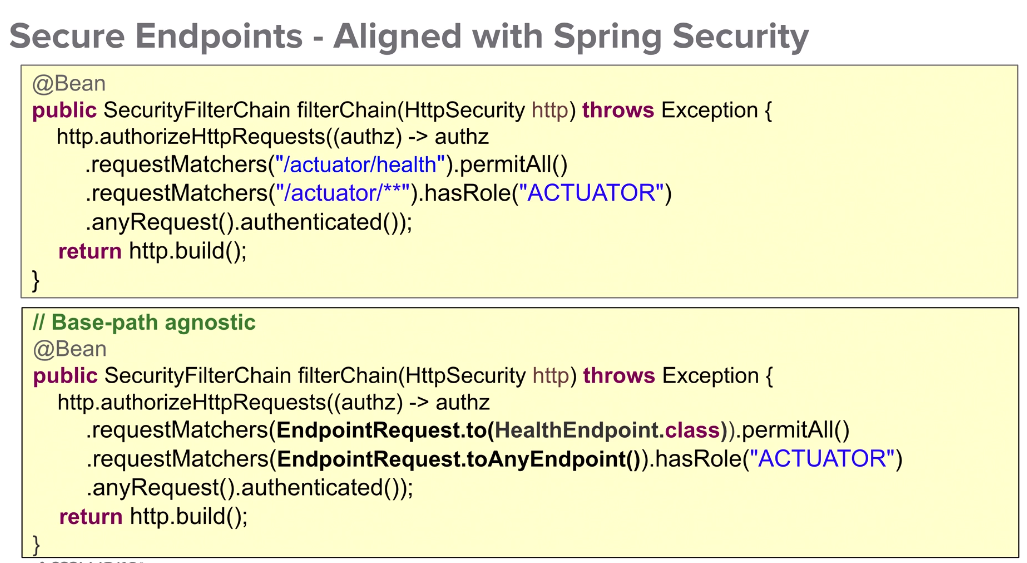 Secure Endpoints - Aligned with Spring Security
@Bean
public SecurityFilterChain filterChain(HttpSecurity http) throws Exception {
http.authorizeHttpRequests((authz) -> authz
.requestMatchers("/actuator/health").permitAll()
.requestMatchers("/actuator/**").hasRole("ACTUATOR")
.anyRequest().authenticated());
return http.build();
}
// Base-path agnostic
@Bean
public SecurityFilterChain filterChain(HttpSecurity http) throws Exception {
http.authorizeHttpRequests((authz) -> authz
.requestMatchers(EndpointRequest.to(HealthEndpoint.class)).permitAll()
.requestMatchers(EndpointRequest.toAnyEndpoint()).hasRole("ACTUATOR")
.anyRequest().authenticated());
return http.build();
}